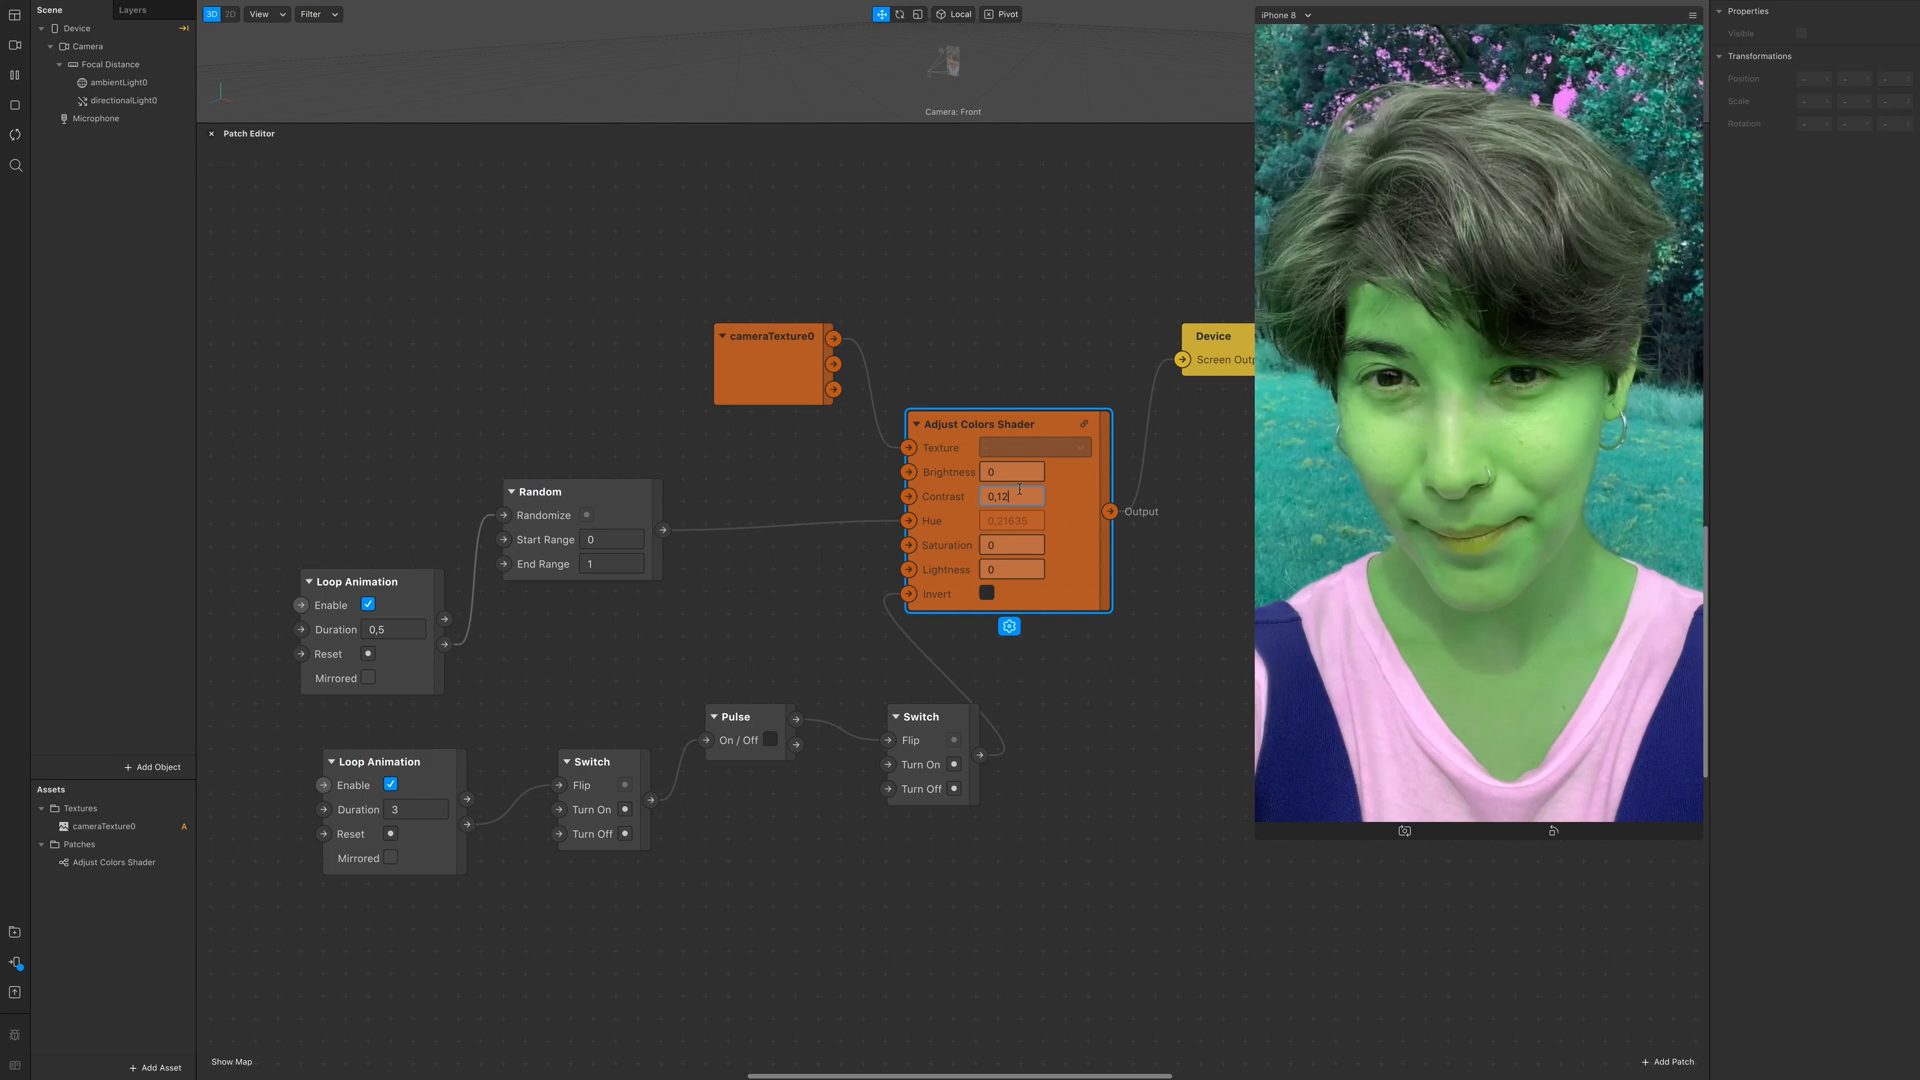 Scene
Layers
Device
Camera
Focal Distance
ambientLight0
directionalLight0
Microphone
Add Object
Assets
Textures
cameraTexture0
A
Patches
Adjust Colors Shader
Add Asset
3D
2D
View
Filter
Local
Pivot
Camera: Front
Patch Editor
cameraTexture0
Device
Screen Outp
Adjust Colors Shader
Texture
Brightness 0
Contrast 0,12
Hue 0,21635
Saturation 0
Lightness 0
Invert
Output
Random
Randomize
Start Range 0
End Range 1
Loop Animation
Enable
Duration 0,5
Reset
Mirrored
Loop Animation
Enable
Duration 3
Reset
Mirrored
Switch
Flip
Turn On
Turn Off
Pulse
On / Off
Switch
Flip
Turn On
Turn Off
Show Map
Add Patch
iPhone 8
Properties
Visible
Transformations
Position - X - Y - Z
Scale - X - Y - Z
Rotation - X - Y - Z